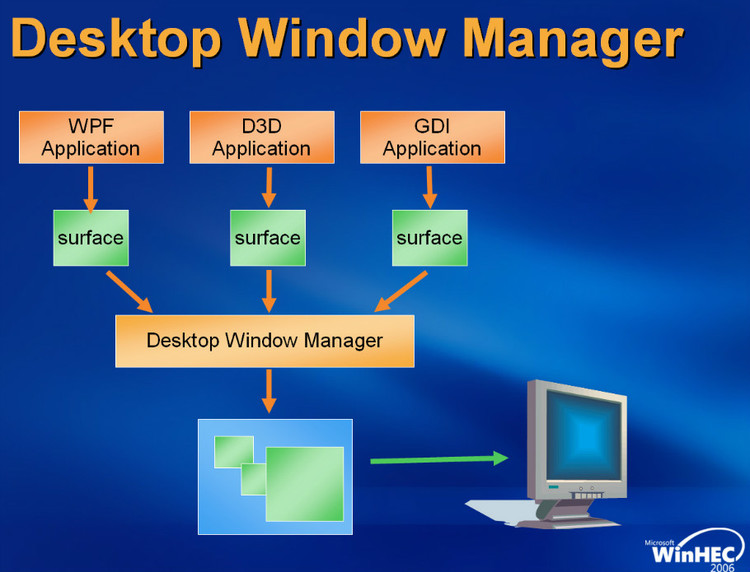 Desktop Window Manager
WPF
Application
D3D
Application
GDI
Application
surface
surface
surface
Desktop Window Manager
Microsoft
WinHEC
2006